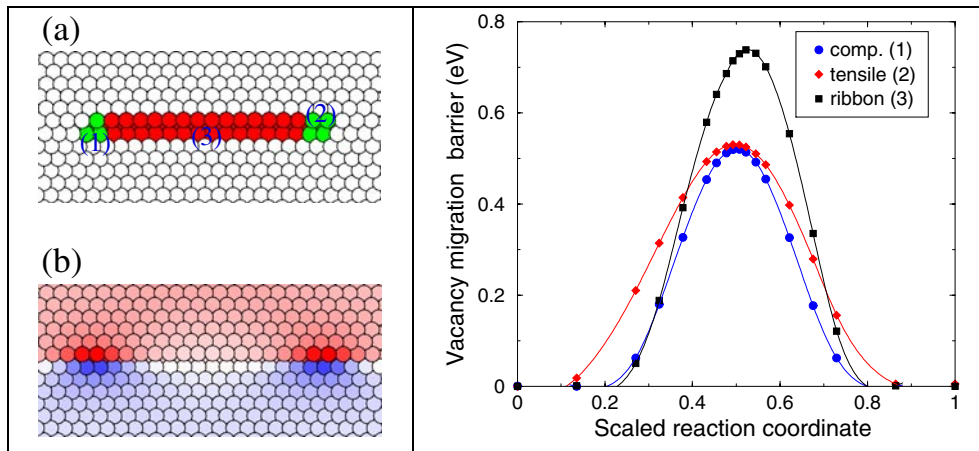 (a)
(1)
(2)
(3)
(b)
Vacancy migration barrier (eV)
0.8
0.6
0.4
0.2
0
comp. (1)
tensile (2)
ribbon (3)
0 0.2 0.4 0.6 0.8 1
Scaled reaction coordinate